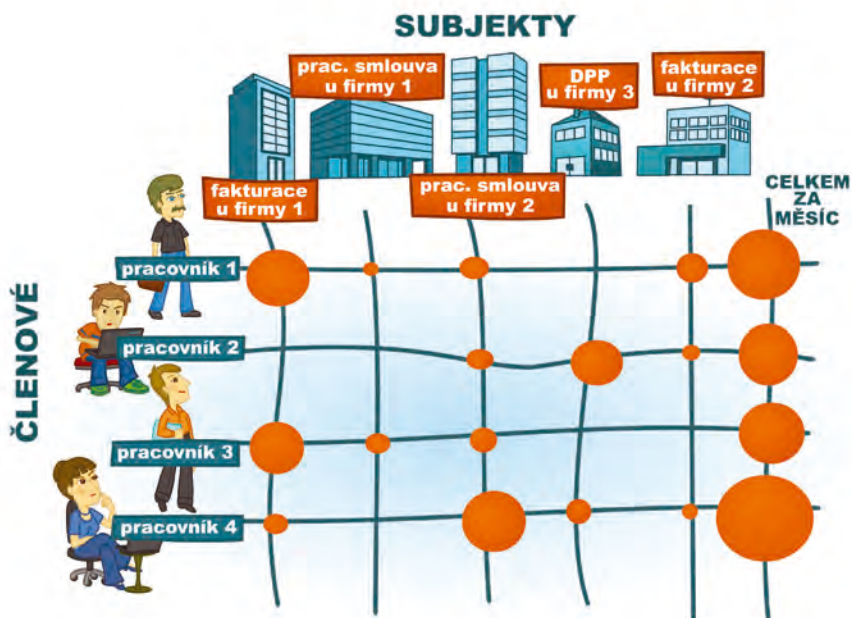 SUBJEKTY
prac. smlouva
u firmy 1
DPP
u firmy 3
fakturace
u firmy 2
fakturace
u firmy 1
prac. smlouva
u firmy 2
CELKEM
ZA
MĚSÍC
ČLENOVÉ
pracovník 1
pracovník 2
pracovník 3
pracovník 4